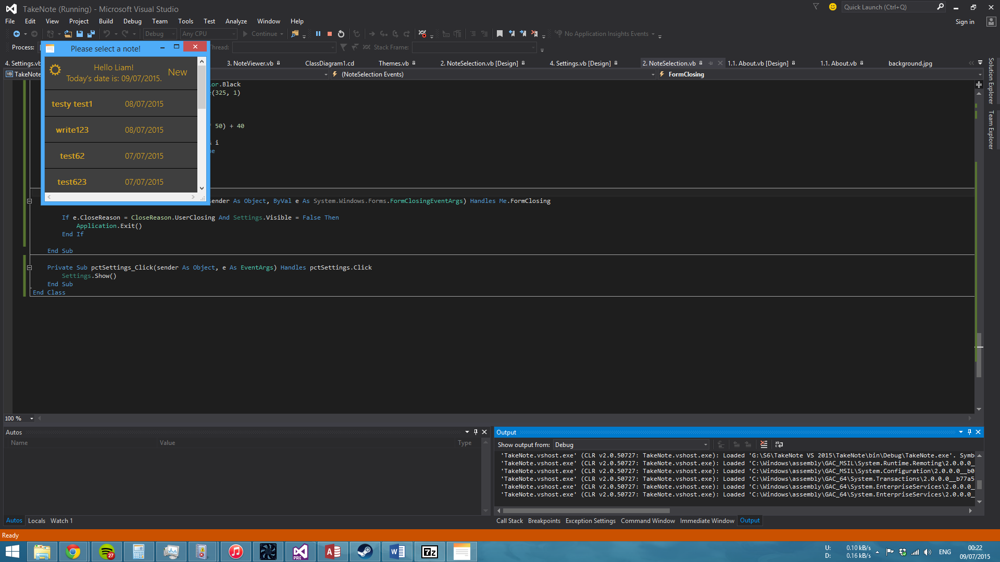 TakeNote (Running) - Microsoft Visual Studio
Quick Launch (Ctrl+Q)
File Edit View Project Build Debug Team Tools Test Analyze Window Help
Sign in
Debug Any CPU Continue No Application Insights Events
Process: Thread: Stack Frame:
4. Settings.vb 3. NoteViewer.vb ClassDiagram1.cd Themes.vb 2. NoteSelection.vb [Design] 4. Settings.vb [Design] 2. NoteSelection.vb 1.1. About.vb [Design] 1.1. About.vb background.jpg
VB TakeNote (NoteSelection Events) FormClosing
Please select a note!
Hello Liam!
Today's date is: 09/07/2015.
New
testy test1 08/07/2015
write123 08/07/2015
test62 07/07/2015
test623 07/07/2015
or.Black
(325, 1)
50) + 40
i
ender As Object, ByVal e As System.Windows.Forms.FormClosingEventArgs) Handles Me.FormClosing
If e.CloseReason = CloseReason.UserClosing And Settings.Visible = False Then
Application.Exit()
End If
End Sub
Private Sub pctSettings_Click(sender As Object, e As EventArgs) Handles pctSettings.Click
Settings.Show()
End Sub
End Class
Solution Explorer
Team Explorer
100 %
Autos
Name Value Type
Autos Locals Watch 1
Output
Show output from: Debug
'TakeNote.vshost.exe' (CLR v2.0.50727: TakeNote.vshost.exe): Loaded 'G:\S6\TakeNote VS 2015\TakeNote\bin\Debug\TakeNote.exe'. Symb
'TakeNote.vshost.exe' (CLR v2.0.50727: TakeNote.vshost.exe): Loaded 'C:\Windows\assembly\GAC_MSIL\System.Runtime.Remoting\2.0.0.0_
'TakeNote.vshost.exe' (CLR v2.0.50727: TakeNote.vshost.exe): Loaded 'C:\Windows\assembly\GAC_MSIL\System.Configuration\2.0.0.0__b0
'TakeNote.vshost.exe' (CLR v2.0.50727: TakeNote.vshost.exe): Loaded 'C:\Windows\assembly\GAC_64\System.Transactions\2.0.0.0__b77a5
'TakeNote.vshost.exe' (CLR v2.0.50727: TakeNote.vshost.exe): Loaded 'C:\Windows\assembly\GAC_64\System.EnterpriseServices\2.0.0.0_
'TakeNote.vshost.exe' (CLR v2.0.50727: TakeNote.vshost.exe): Loaded 'C:\Windows\assembly\GAC_64\System.EnterpriseServices\2.0.0.0_
Call Stack Breakpoints Exception Settings Command Window Immediate Window Output
Ready
27
PRE
7z
U: 0.10 kB/s
D: 0.16 kB/s
ENG
00:22
09/07/2015